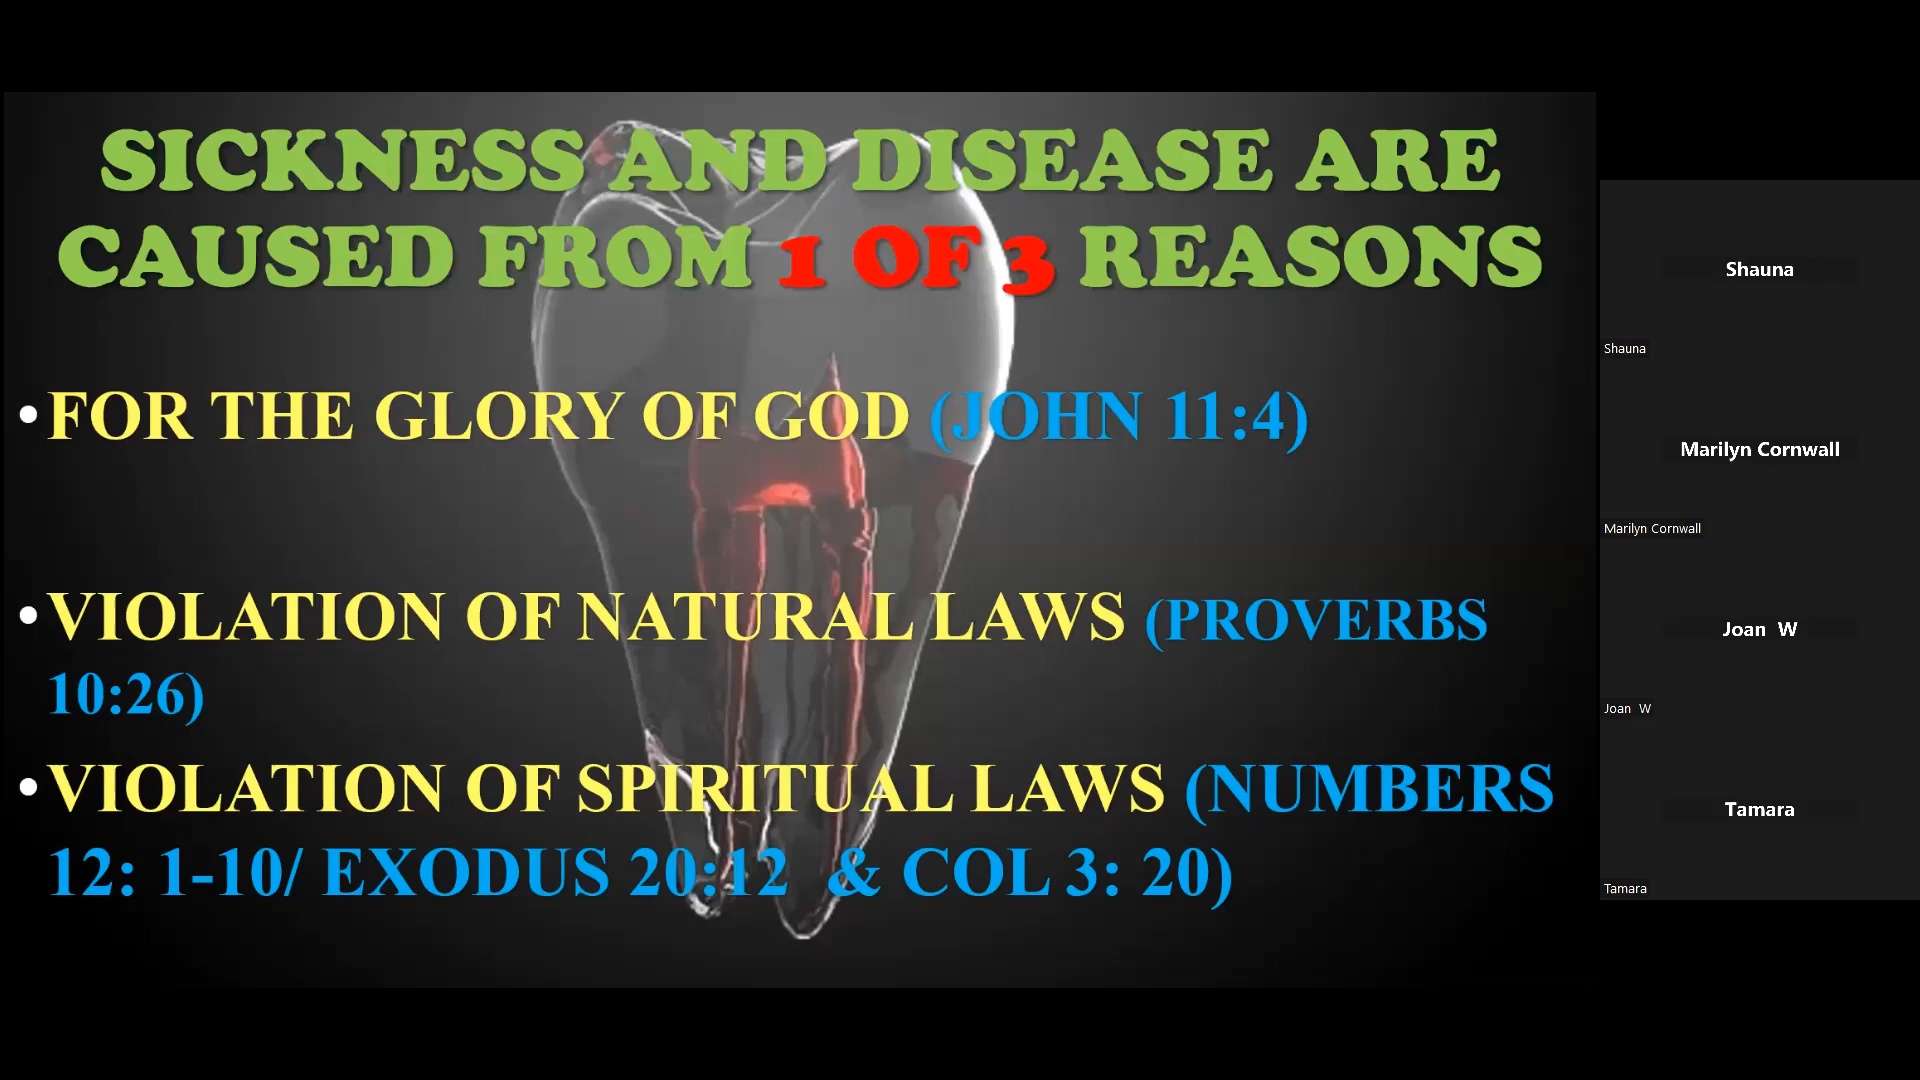 SICKNESS AND DISEASE ARE
CAUSED FROM 1 OF 3 REASONS
•FOR THE GLORY OF GOD (JOHN 11:4)
•VIOLATION OF NATURAL LAWS (PROVERBS
10:26)
•VIOLATION OF SPIRITUAL LAWS (NUMBERS
12: 1-10/ EXODUS 20:12 & COL 3: 20)
Shauna
Shauna
Marilyn Cornwall
Marilyn Cornwall
Joan W
Joan W
Tamara
Tamara